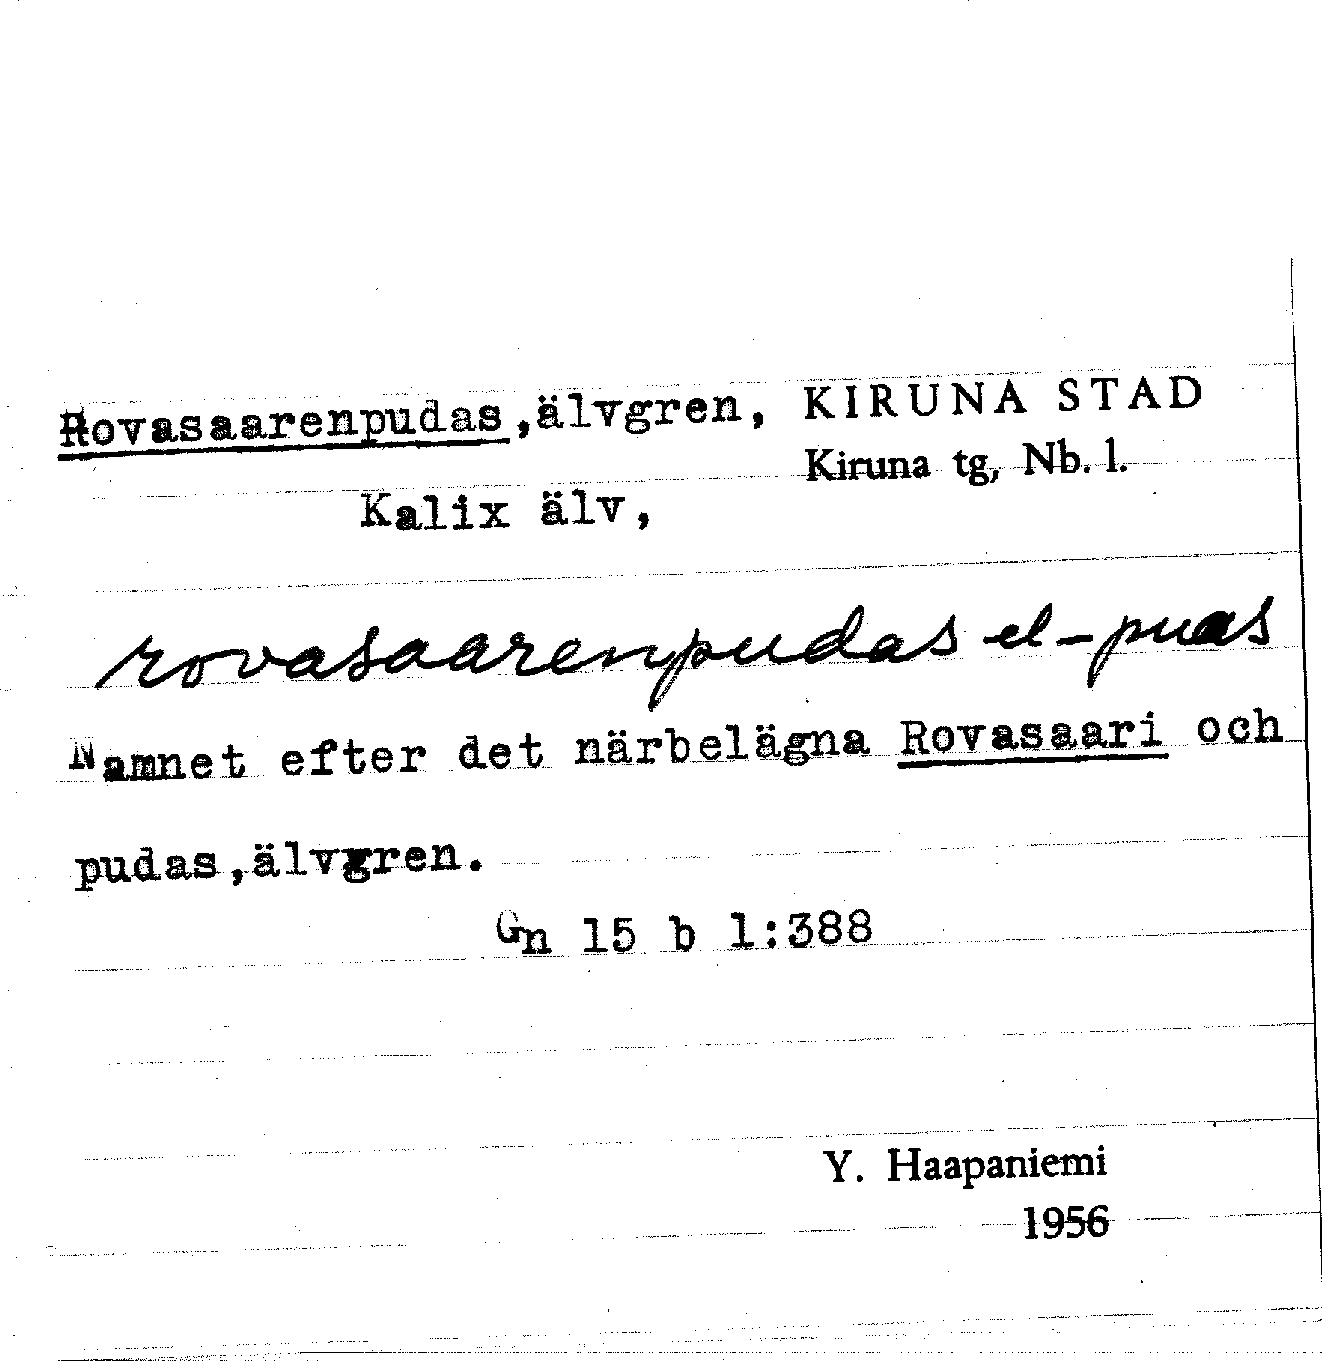 Rovasaarenpudas,älvgren, KIRUNA STAD
Kiruna tg, Nb. l.
Kalix älv,
rovasaarenpudas el -puas
Namnet efter det närbelägna Rovasaari och
pudas,älvgren.
Gn 15 b 1:388
Y. Haapaniemi
1956